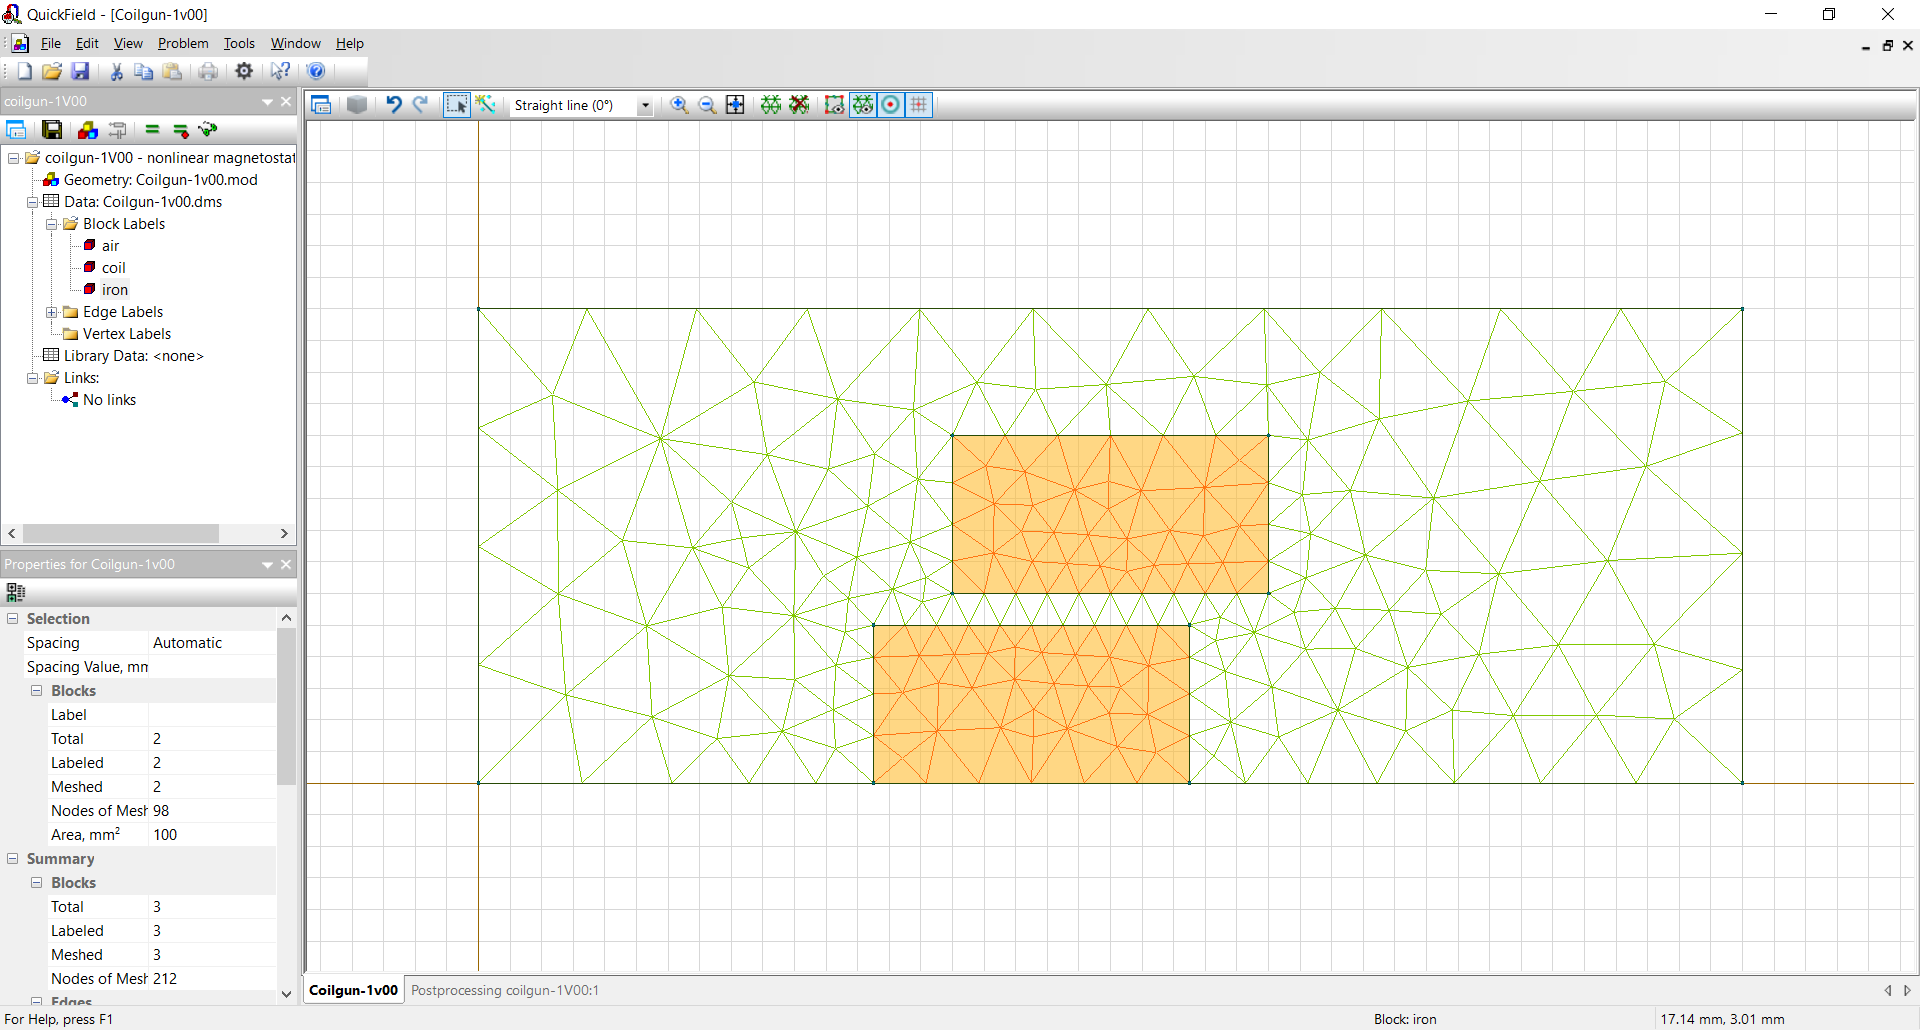 QuickField - [Coilgun-1v00]
File Edit View Problem Tools Window Help
coilgun-1V00
Straight line (0°)
coilgun-1V00 - nonlinear magnetostat
Geometry: Coilgun-1v00.mod
Data: Coilgun-1v00.dms
Block Labels
air
coil
iron
Edge Labels
Vertex Labels
Library Data: <none>
Links:
No links
Properties for Coilgun-1v00
Selection
Spacing Automatic
Spacing Value, mm
Blocks
Label
Total 2
Labeled 2
Meshed 2
Nodes of Mesh 98
Area, mm² 100
Summary
Blocks
Total 3
Labeled 3
Meshed 3
Nodes of Mesh 212
Edges
Coilgun-1v00 Postprocessing coilgun-1V00:1
For Help, press F1 Block: iron 17.14 mm, 3.01 mm